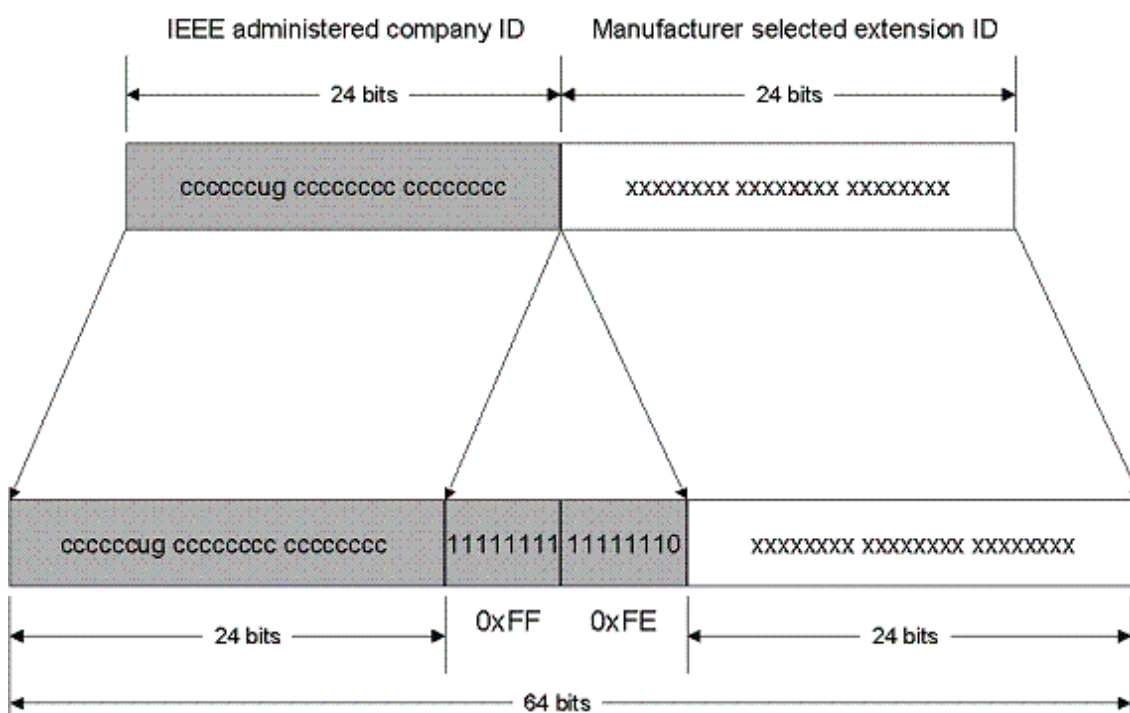 IEEE administered company ID Manufacturer selected extension ID
24 bits 24 bits
ccccccug cccccccc cccccccc xxxxxxxx xxxxxxxx xxxxxxxx
ccccccug cccccccc cccccccc 11111111 11111110 xxxxxxxx xxxxxxxx xxxxxxxx
24 bits 0xFF 0xFE 24 bits
64 bits